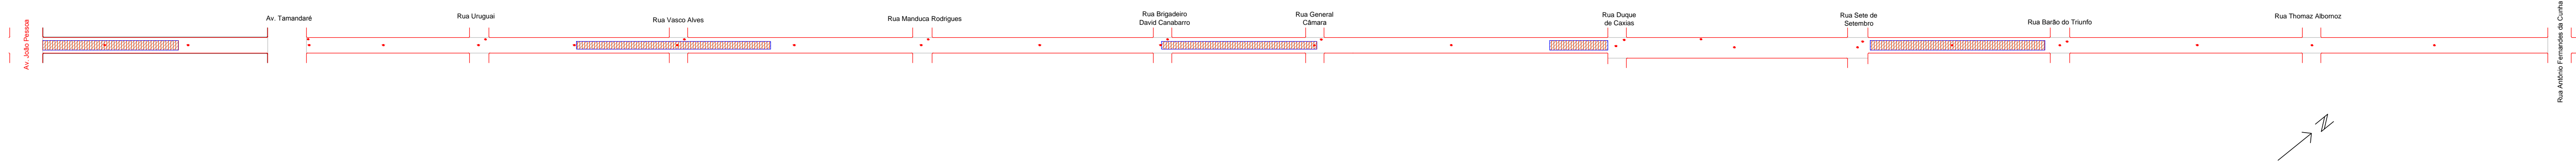 Av. João Pessoa
Av. Tamandaré
Rua Uruguai
Rua Vasco Alves
Rua Manduca Rodrigues
Rua Brigadeiro
David Canabarro
Rua General
Câmara
Rua Duque
de Caxias
Rua Sete de
Setembro
Rua Barão do Triunfo
Rua Thomaz Albornoz
Rua Antônio Fernandes da Cunha
N